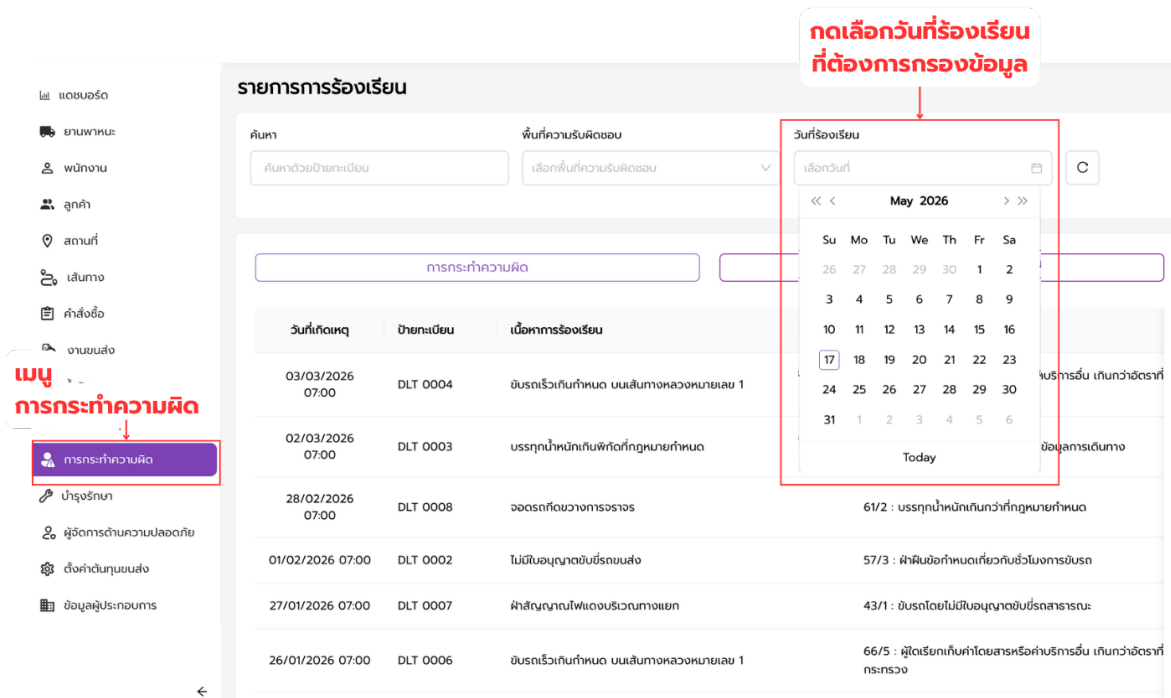 กดเลือกวันที่ร้องเรียน
ที่ต้องการกรองข้อมูล
แดชบอร์ด
ยานพาหนะ
พนักงาน
ลูกค้า
สถานที่
เส้นทาง
คำสั่งซื้อ
งานขนส่ง
เมนู
การกระทำความผิด
การกระทำความผิด
บำรุงรักษา
ผู้จัดการด้านความปลอดภัย
ตั้งค่าต้นทุนขนส่ง
ข้อมูลผู้ประกอบการ
รายการการร้องเรียน
ค้นหา พื้นที่ความรับผิดชอบ วันที่ร้องเรียน
ค้นหาด้วยป้ายทะเบียน เลือกพื้นที่ความรับผิดชอบ เลือกวันที่
May 2026
Su Mo Tu We Th Fr Sa
26 27 28 29 30 1 2
3 4 5 6 7 8 9
10 11 12 13 14 15 16
17 18 19 20 21 22 23
24 25 26 27 28 29 30
31 1 2 3 4 5 6
Today
การกระทำความผิด
วันที่เกิดเหตุ ป้ายทะเบียน เนื้อหาการร้องเรียน
03/03/2026
07:00
DLT 0004 ขับรถเร็วเกินกำหนด บนเส้นทางหลวงหมายเลข 1 บริการอื่น เกินกว่าอัตราที่
02/03/2026
07:00
DLT 0003 บรรทุกน้ำหนักเกินพิกัดที่กฎหมายกำหนด ข้อมูลการเดินทาง
28/02/2026
07:00
DLT 0008 จอดรถกีดขวางการจราจร 61/2 : บรรทุกน้ำหนักเกินกว่าที่กฎหมายกำหนด
01/02/2026 07:00 DLT 0002 ไม่มีใบอนุญาตขับขี่รถขนส่ง 57/3 : ฝ่าฝืนข้อกำหนดเกี่ยวกับชั่วโมงการขับรถ
27/01/2026 07:00 DLT 0007 ฝ่าสัญญาณไฟแดงบริเวณทางแยก 43/1 : ขับรถโดยไม่มีใบอนุญาตขับขี่รถสาธารณะ
26/01/2026 07:00 DLT 0006 ขับรถเร็วเกินกำหนด บนเส้นทางหลวงหมายเลข 1 66/5 : ผู้ใดเรียกเก็บค่าโดยสารหรือค่าบริการอื่น เกินกว่าอัตราที่
กระทรวง